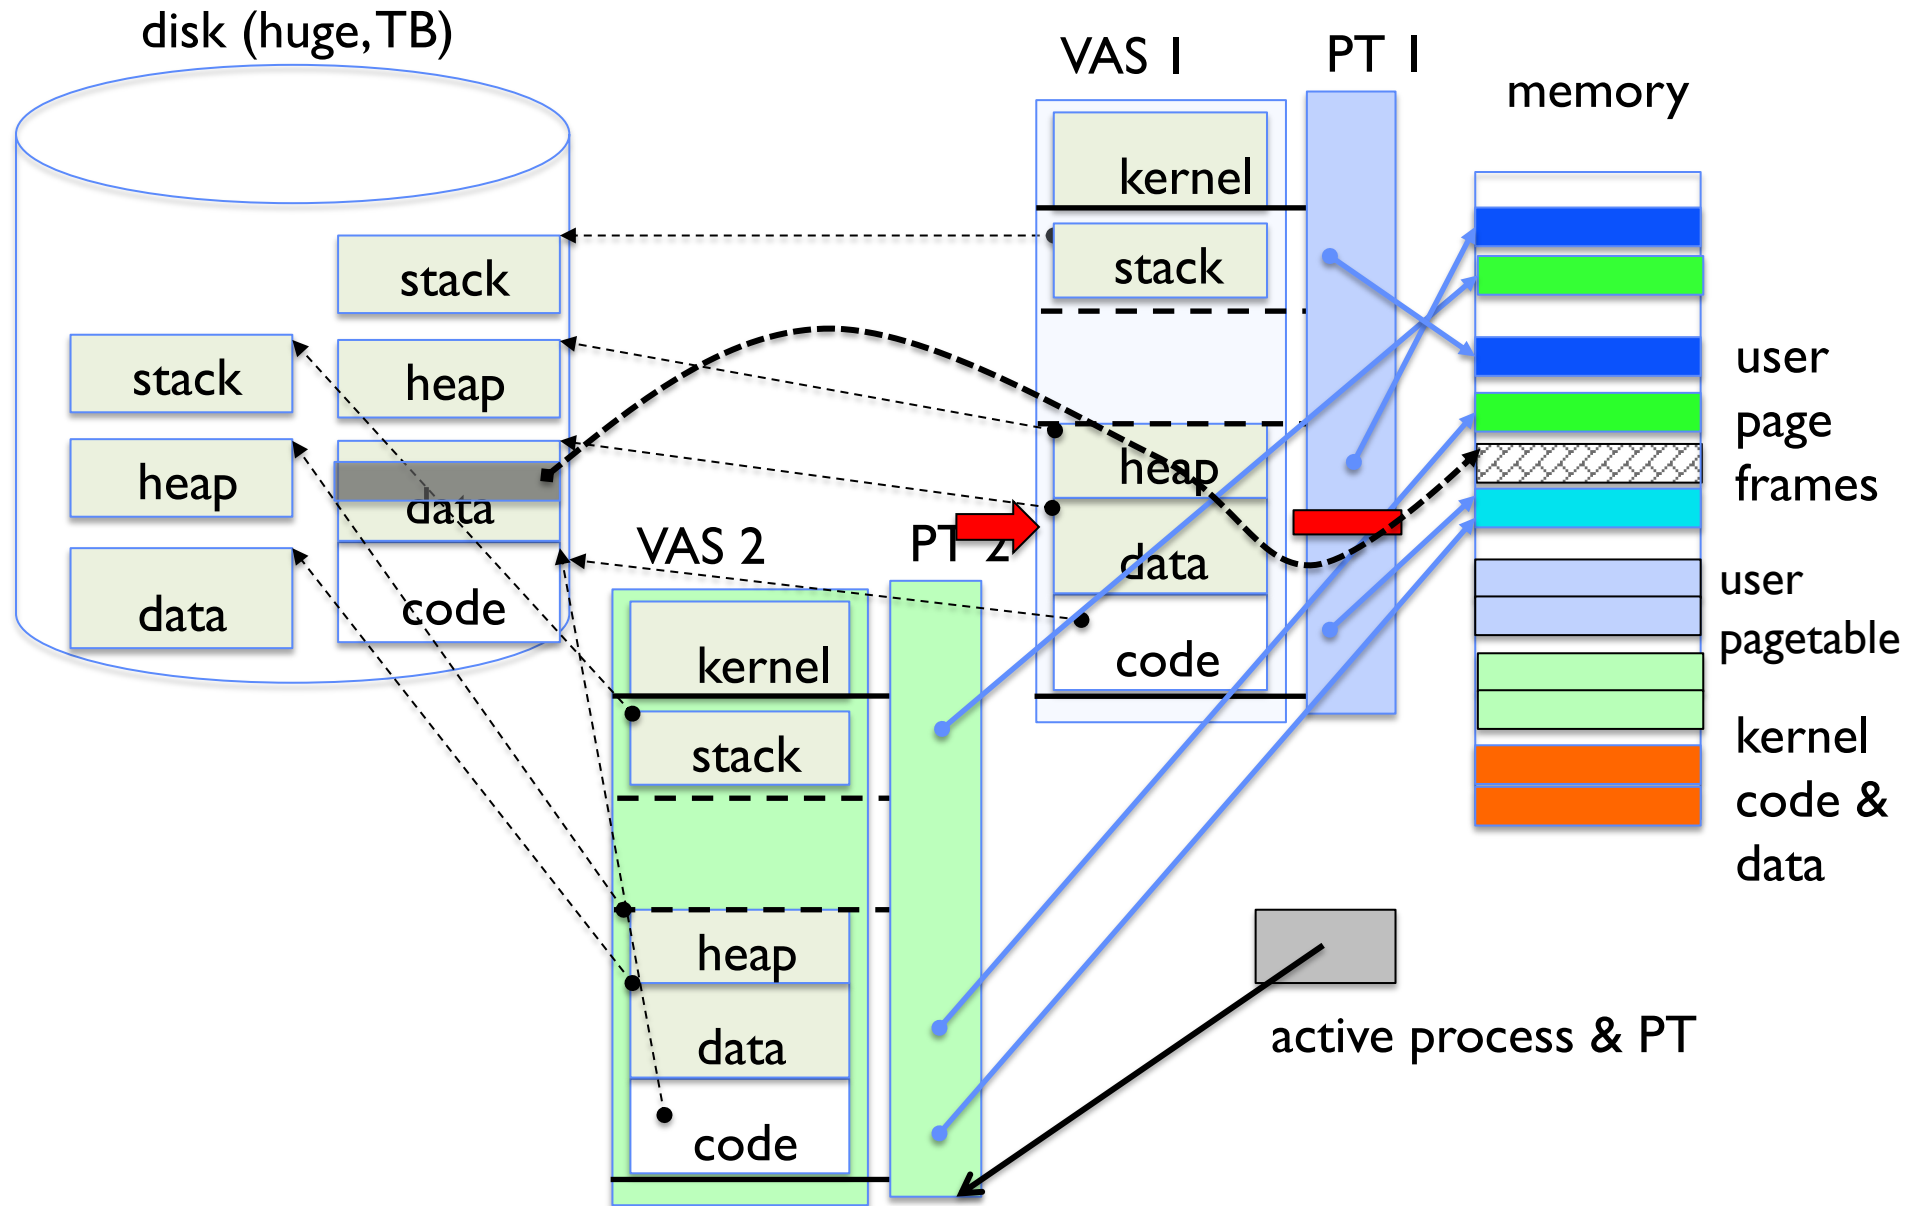 disk (huge, TB)
VAS 1
PT 1
memory
kernel
stack
stack
stack
heap
user
page
frames
heap
heap
data
data
VAS 2
PT 2
user
pagetable
data
code
code
kernel
kernel
code &
data
stack
heap
data
code
active process & PT